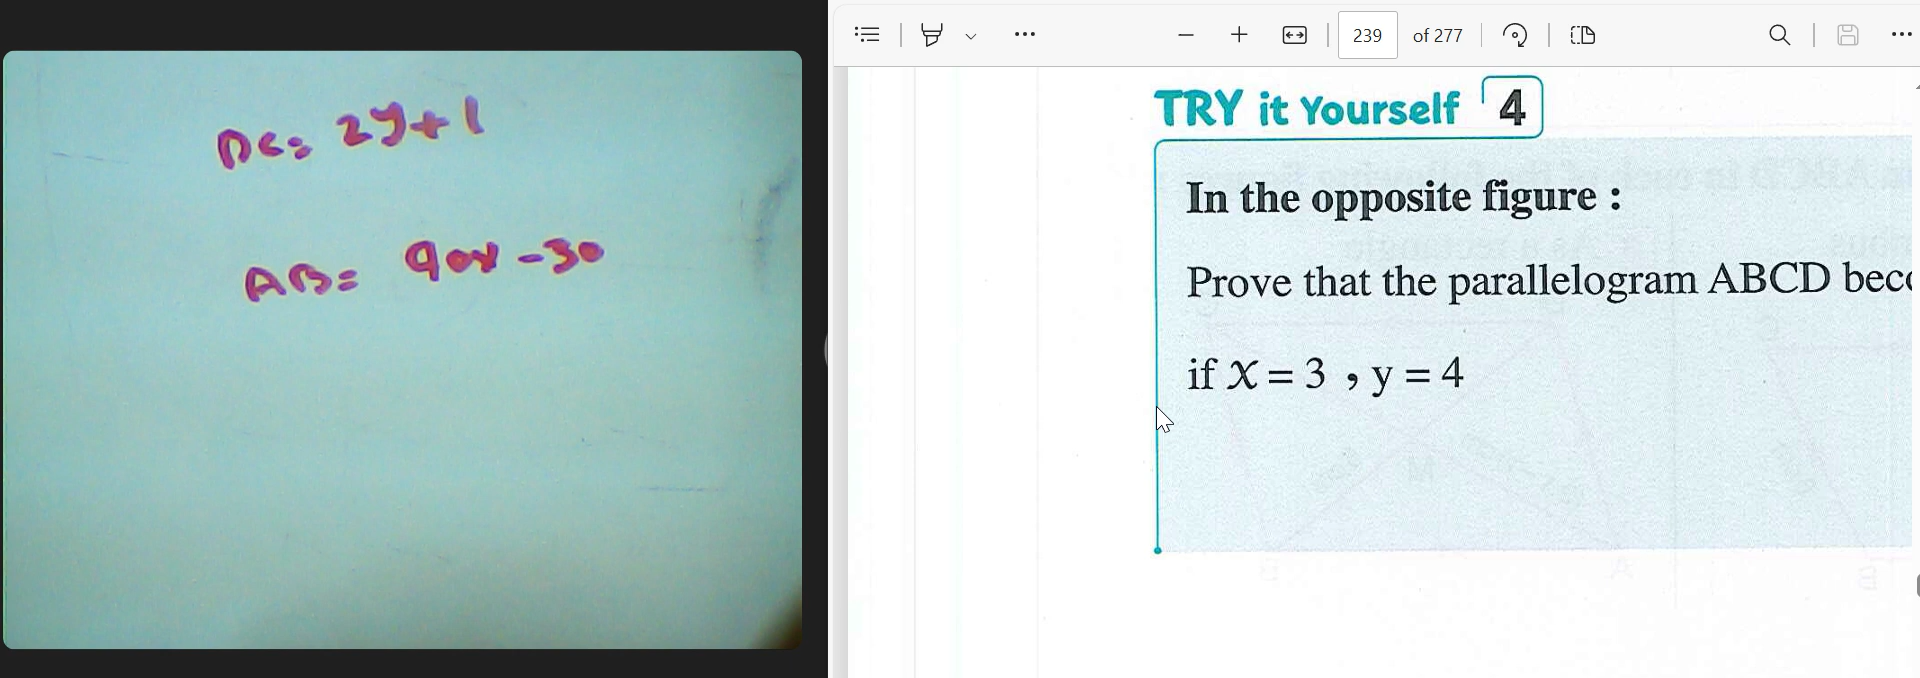 DC= 2y+1
AB= 90x-30
239 of 277
TRY it Yourself 4
In the opposite figure :
Prove that the parallelogram ABCD
if x = 3 , y = 4